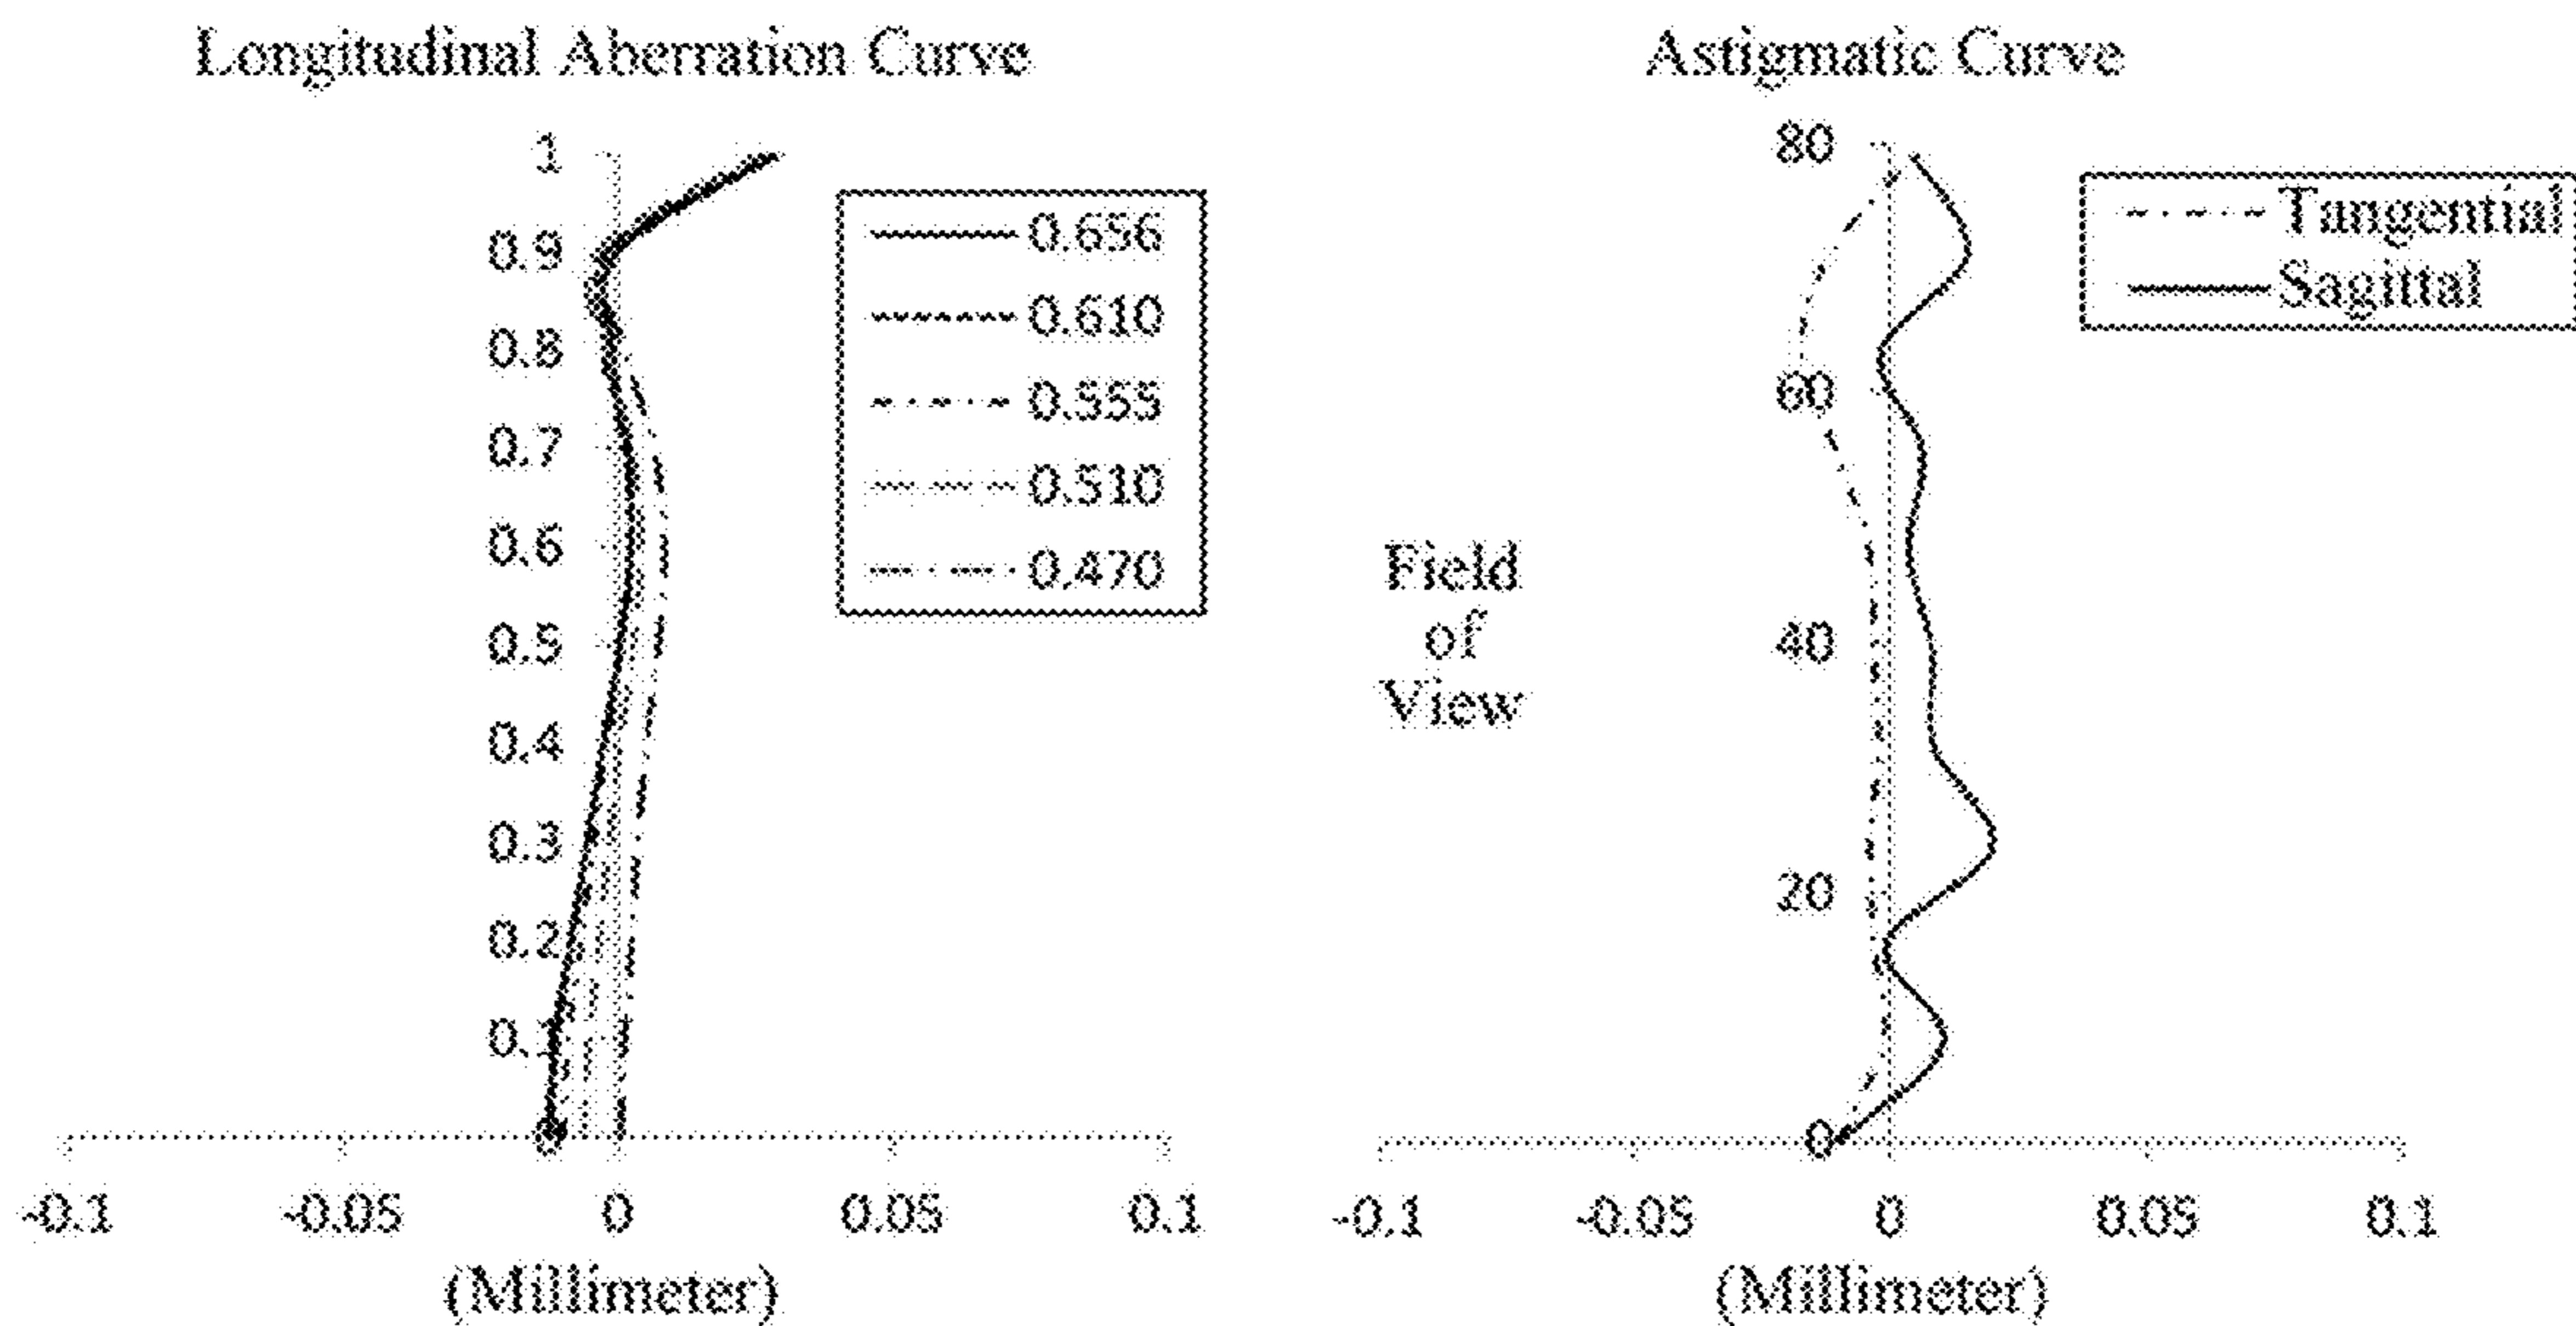 Longitudinal Aberration Curve
1
0.9
0.8
0.7
0.6
0.5
0.4
0.3
0.2
0.1
0
-0.1 -0.05 0 0.05 0.1
(Millimeter)
0.656
0.610
0.555
0.510
0.470
Astigmatic Curve
80
60
40
20
0
Field
of
View
-0.1 -0.05 0 0.05 0.1
(Millimeter)
Tangential
Sagittal